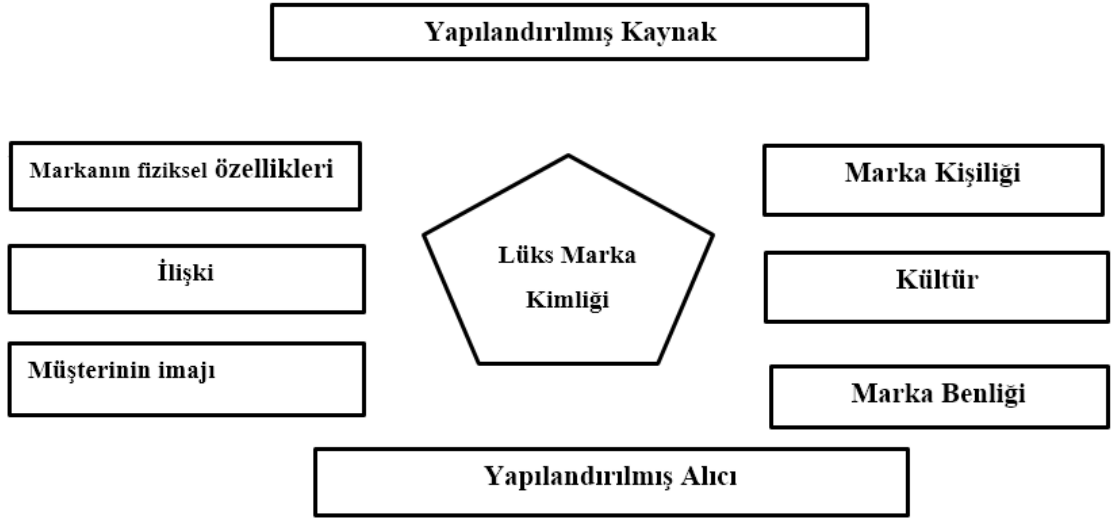 Yapılandırılmış Kaynak
Markanın fiziksel özellikleri
Marka Kişiliği
Lüks Marka
Kimliği
İlişki
Kültür
Müşterinin imajı
Marka Benliği
Yapılandırılmış Alıcı